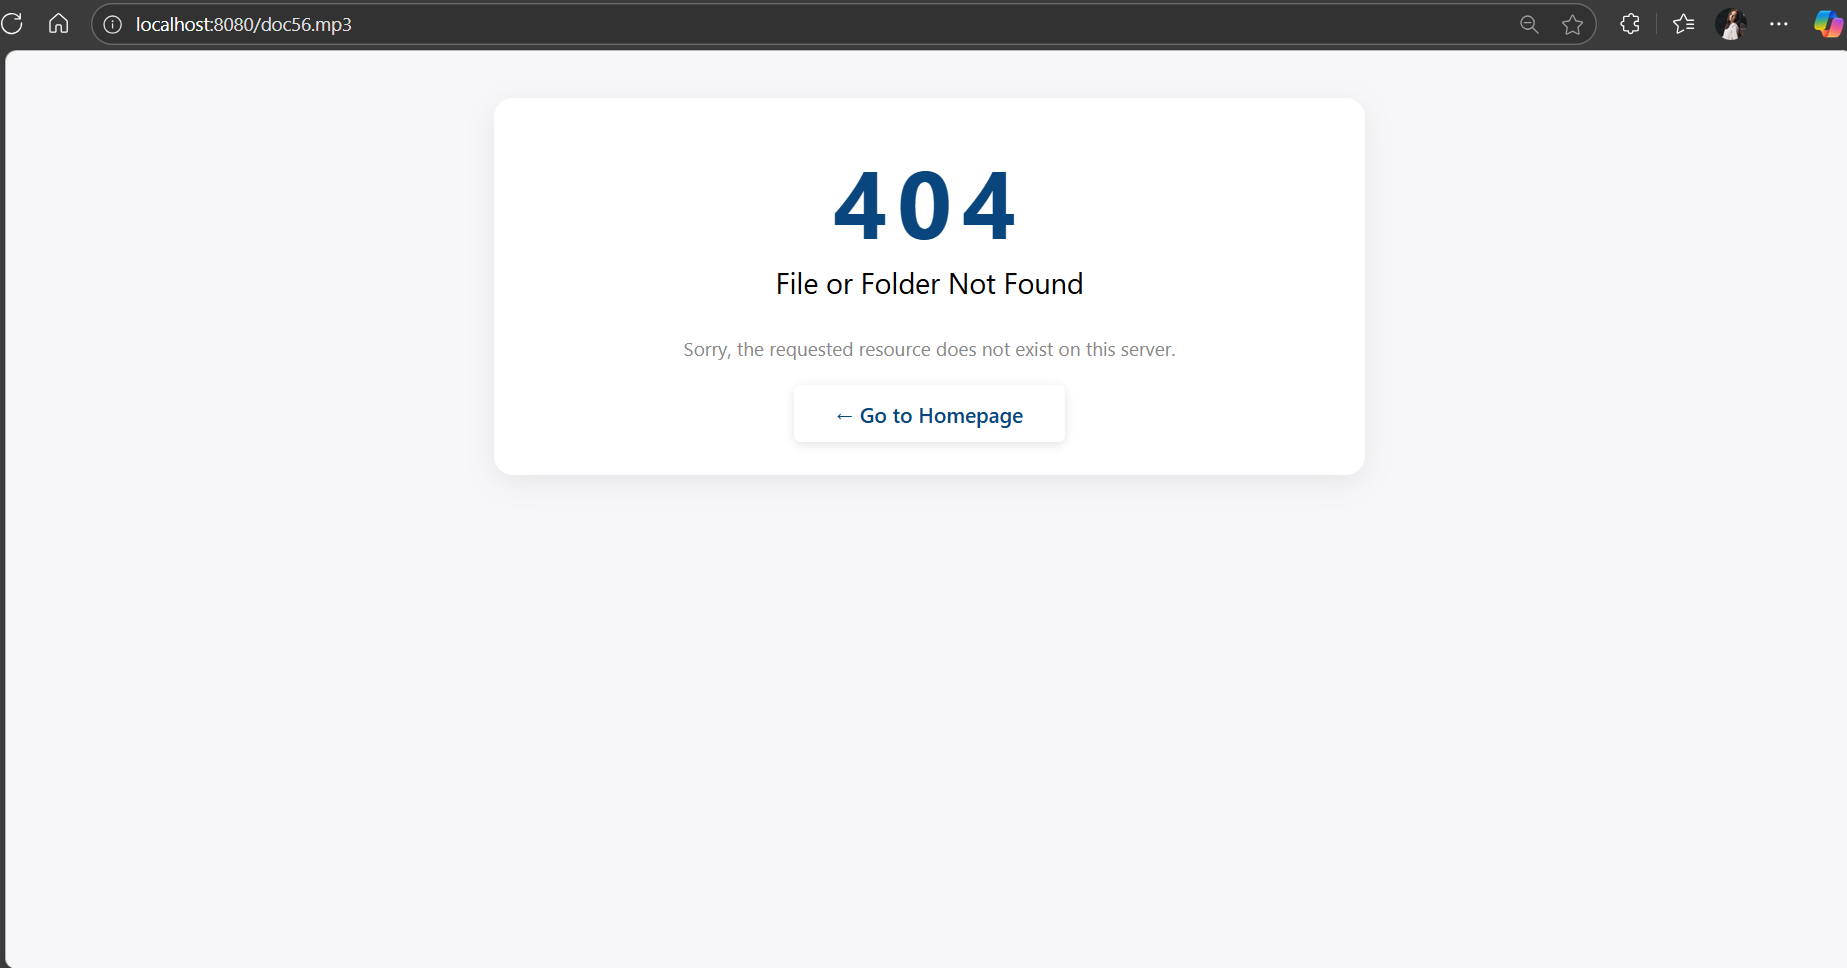 localhost:8080/doc56.mp3
404
File or Folder Not Found
Sorry, the requested resource does not exist on this server.
← Go to Homepage